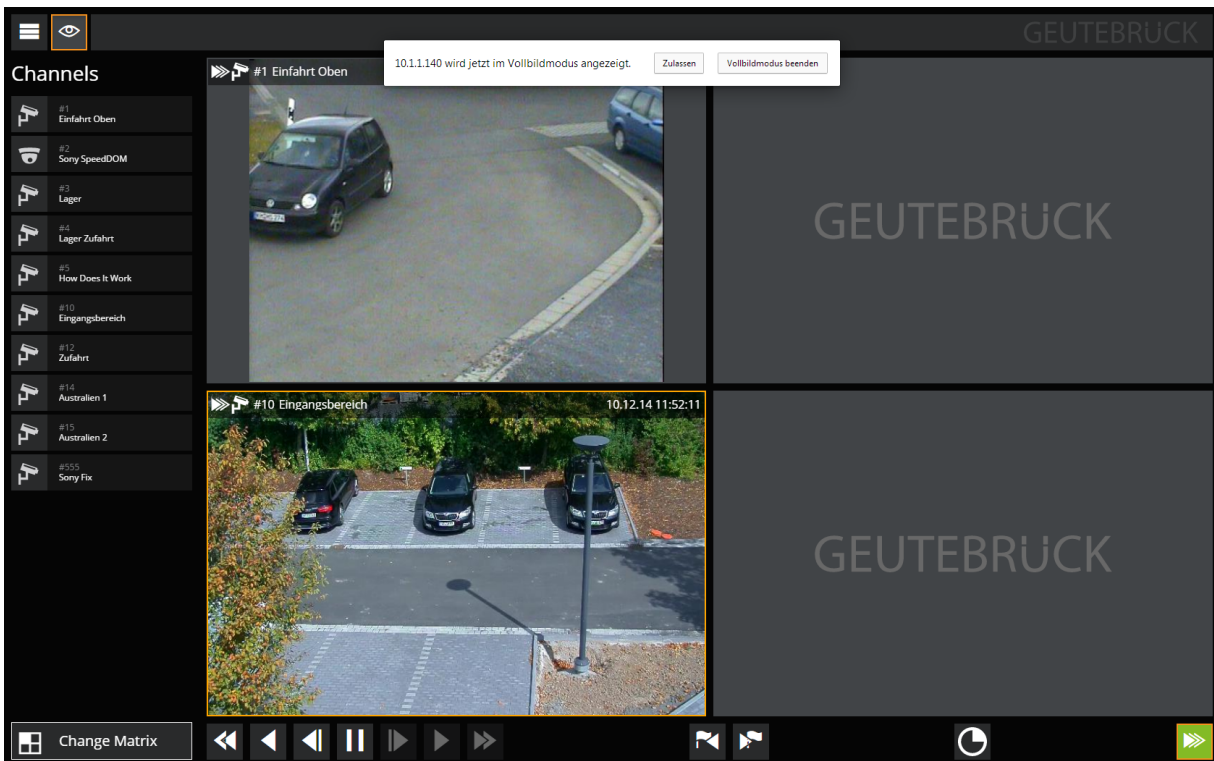 GEUTEBRÜCK
10.1.1.140 wird jetzt im Vollbildmodus angezeigt.
Zulassen
Vollbildmodus beenden
Channels
#1
Einfahrt Oben
#2
Sony SpeedDOM
#3
Lager
#4
Lager Zufahrt
#5
How Does It Work
#10
Eingangsbereich
#12
Zufahrt
#14
Australien 1
#15
Australien 2
#555
Sony Fix
#1 Einfahrt Oben
GEUTEBRÜCK
#10 Eingangsbereich
10.12.14 11:52:11
GEUTEBRÜCK
Change Matrix